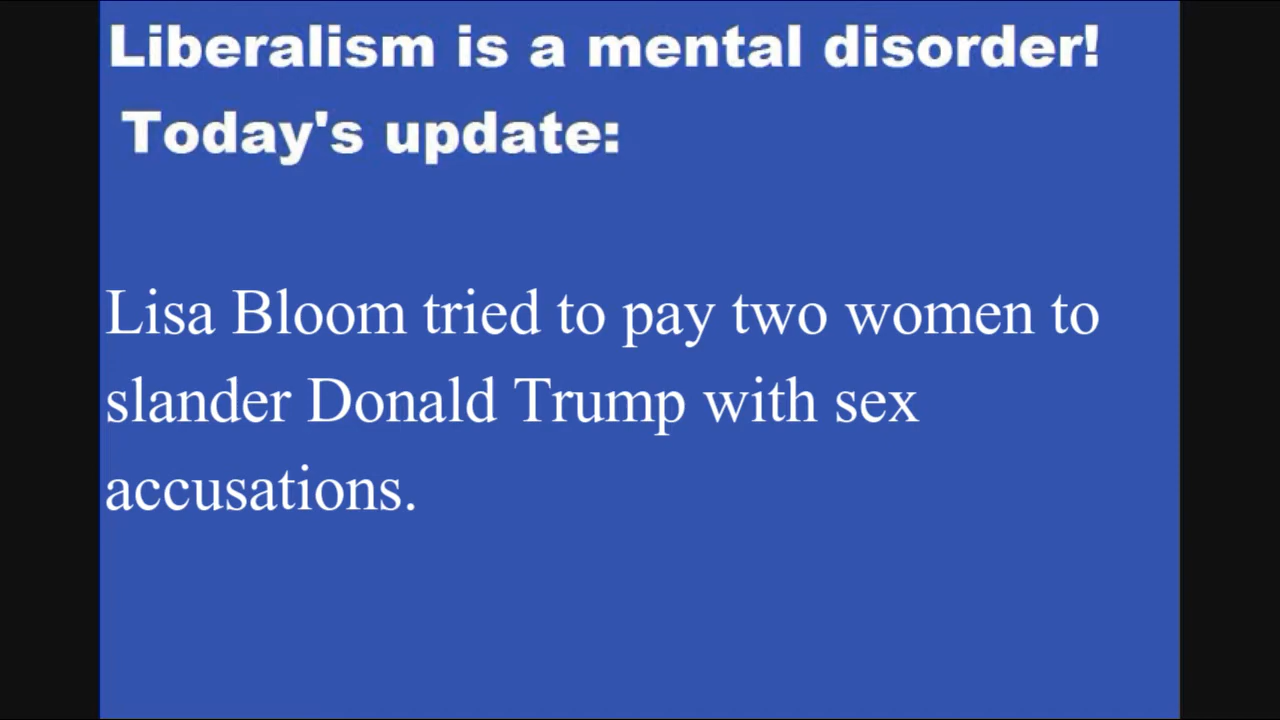 Liberalism is a mental disorder!
Today's update:
Lisa Bloom tried to pay two women to
slander Donald Trump with sex
accusations.